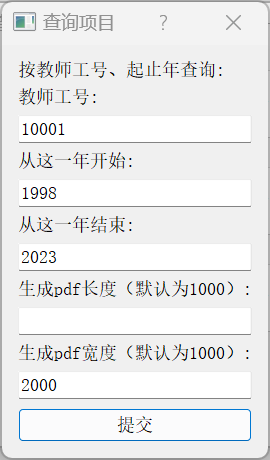 查询项目
按教师工号、起止年查询:
教师工号:
10001
从这一年开始:
1998
从这一年结束:
2023
生成pdf长度（默认为1000）:
生成pdf宽度（默认为1000）:
2000
提交